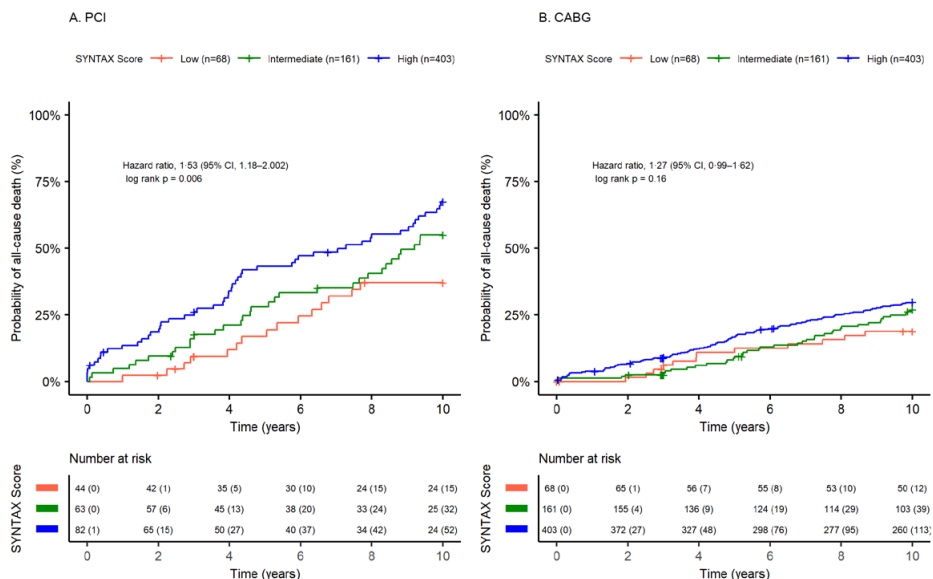 A. PCI
SYNTAX Score Low (n=68) Intermediate (n=161) High (n=403)
100%
75%
50%
25%
0%
Probability of all-cause death (%)
Hazard ratio, 1·53 (95% CI, 1.18–2.002)
log rank p = 0.006
0 2 4 6 8 10
Time (years)
Number at risk
SYNTAX Score
44 (0) 42 (1) 35 (5) 30 (10) 24 (15) 24 (15)
63 (0) 57 (6) 45 (13) 38 (20) 33 (24) 25 (32)
82 (1) 65 (15) 50 (27) 40 (37) 34 (42) 24 (52)
0 2 4 6 8 10
Time (years)
B. CABG
SYNTAX Score Low (n=68) Intermediate (n=161) High (n=403)
100%
75%
50%
25%
0%
Probability of all-cause death (%)
Hazard ratio, 1·27 (95% CI, 0·99–1·62)
log rank p = 0.16
0 2 4 6 8 10
Time (years)
Number at risk
SYNTAX Score
68 (0) 65 (1) 56 (7) 55 (8) 53 (10) 50 (12)
161 (0) 155 (4) 136 (9) 124 (19) 114 (29) 103 (39)
403 (0) 372 (27) 327 (48) 298 (76) 277 (95) 260 (113)
0 2 4 6 8 10
Time (years)